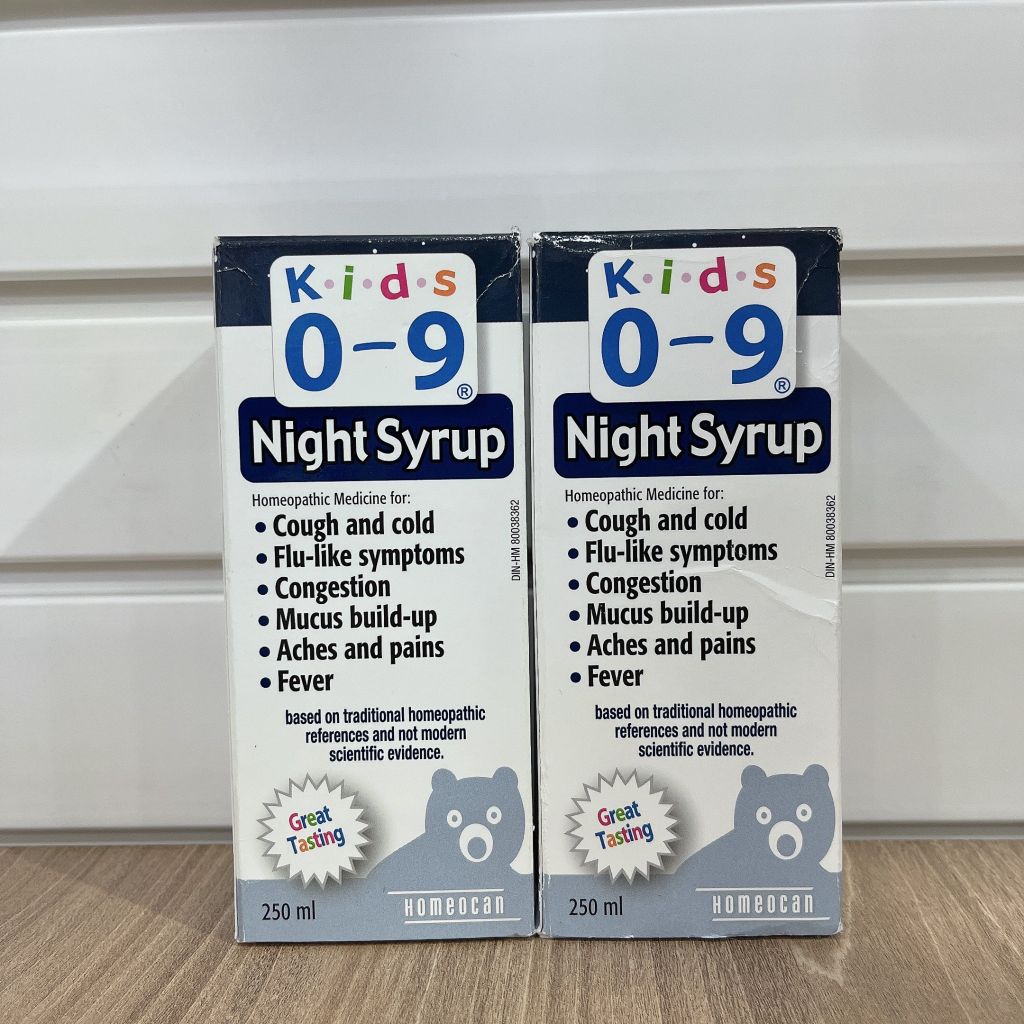 K·i·d·s
0-9®
Night Syrup
Homeopathic Medicine for:
• Cough and cold
• Flu-like symptoms
• Congestion
• Mucus build-up
• Aches and pains
• Fever
DIN-HM 80038362
based on traditional homeopathic
references and not modern
scientific evidence.
Great
Tasting
250 ml
HOMEOCAN
K·i·d·s
0-9®
Night Syrup
Homeopathic Medicine for:
• Cough and cold
• Flu-like symptoms
• Congestion
• Mucus build-up
• Aches and pains
• Fever
DIN-HM 80038362
based on traditional homeopathic
references and not modern
scientific evidence.
Great
Tasting
250 ml
HOMEOCAN